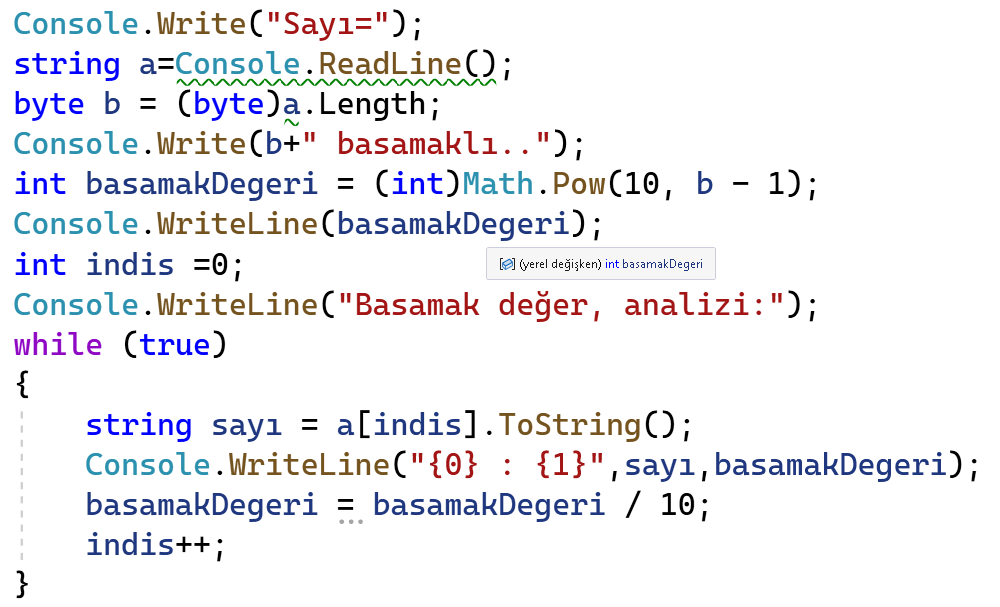 Console.Write("Sayı=");
string a=Console.ReadLine();
byte b = (byte)a.Length;
Console.Write(b+" basamaklı..");
int basamakDegeri = (int)Math.Pow(10, b - 1);
Console.WriteLine(basamakDegeri);
int indis =0;
(yerel değişken) int basamakDegeri
Console.WriteLine("Basamak değer, analizi:");
while (true)
{
string sayı = a[indis].ToString();
Console.WriteLine("{0} : {1}",sayı,basamakDegeri);
basamakDegeri = basamakDegeri / 10;
indis++;
}